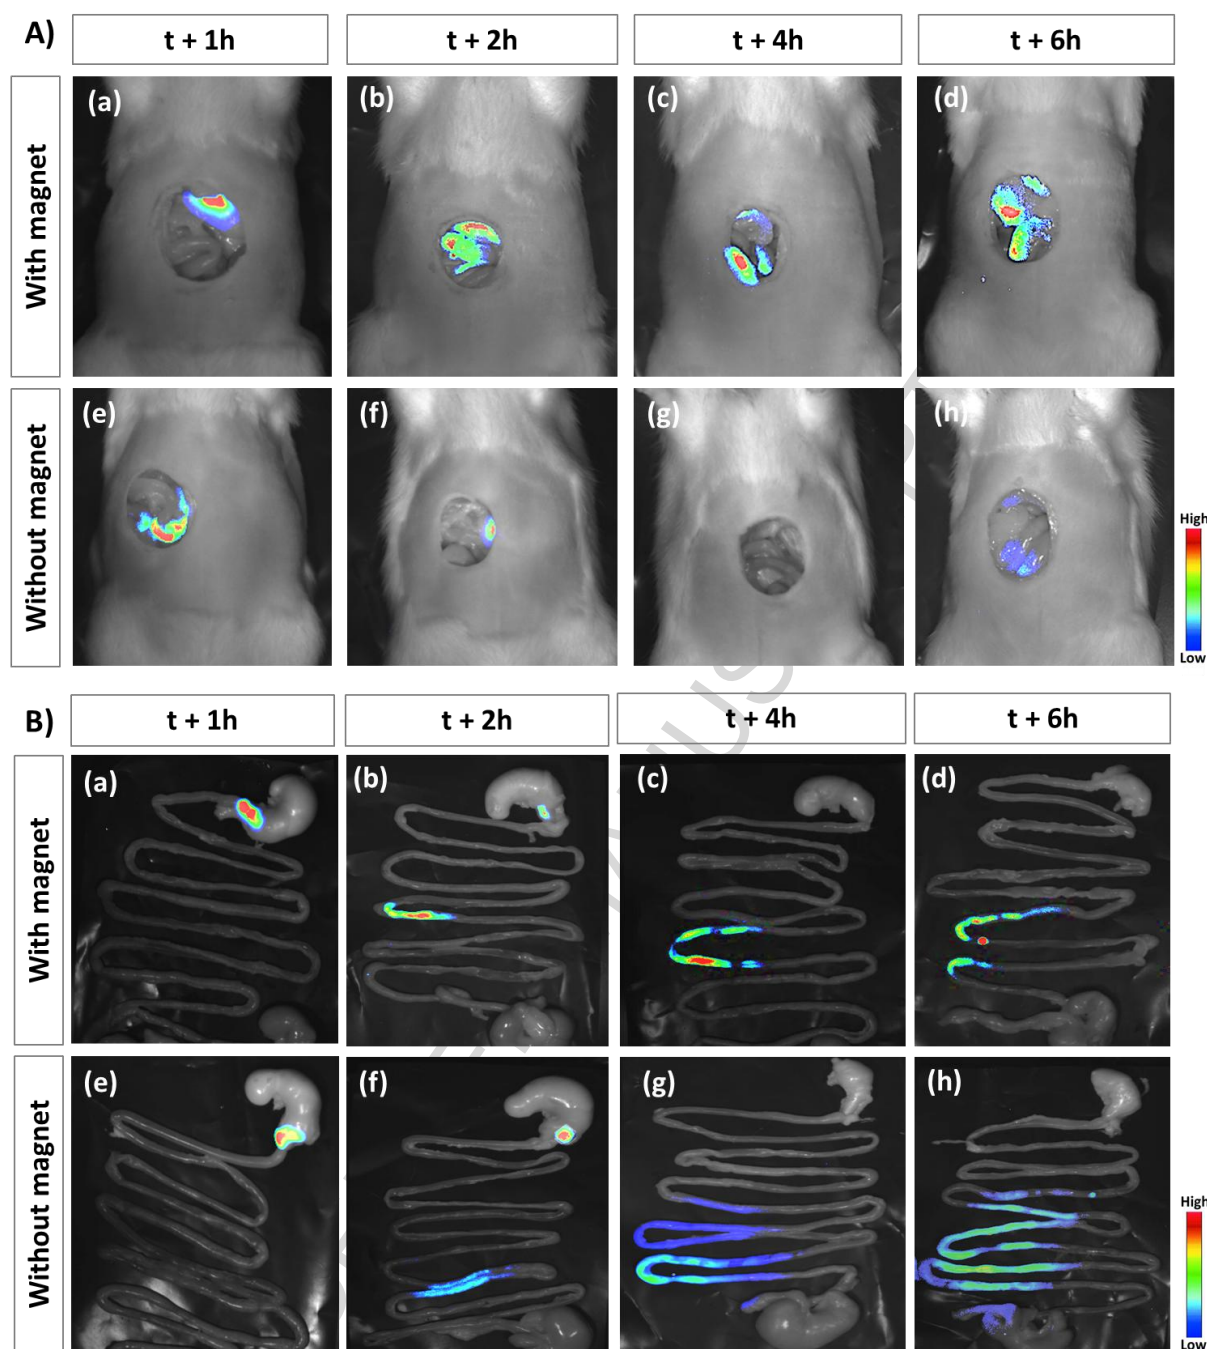 A)
t + 1h
t + 2h
t + 4h
t + 6h
With magnet
(a)
(b)
(c)
(d)
Without magnet
(e)
(f)
(g)
(h)
High
Low
B)
t + 1h
t + 2h
t + 4h
t + 6h
With magnet
(a)
(b)
(c)
(d)
Without magnet
(e)
(f)
(g)
(h)
High
Low